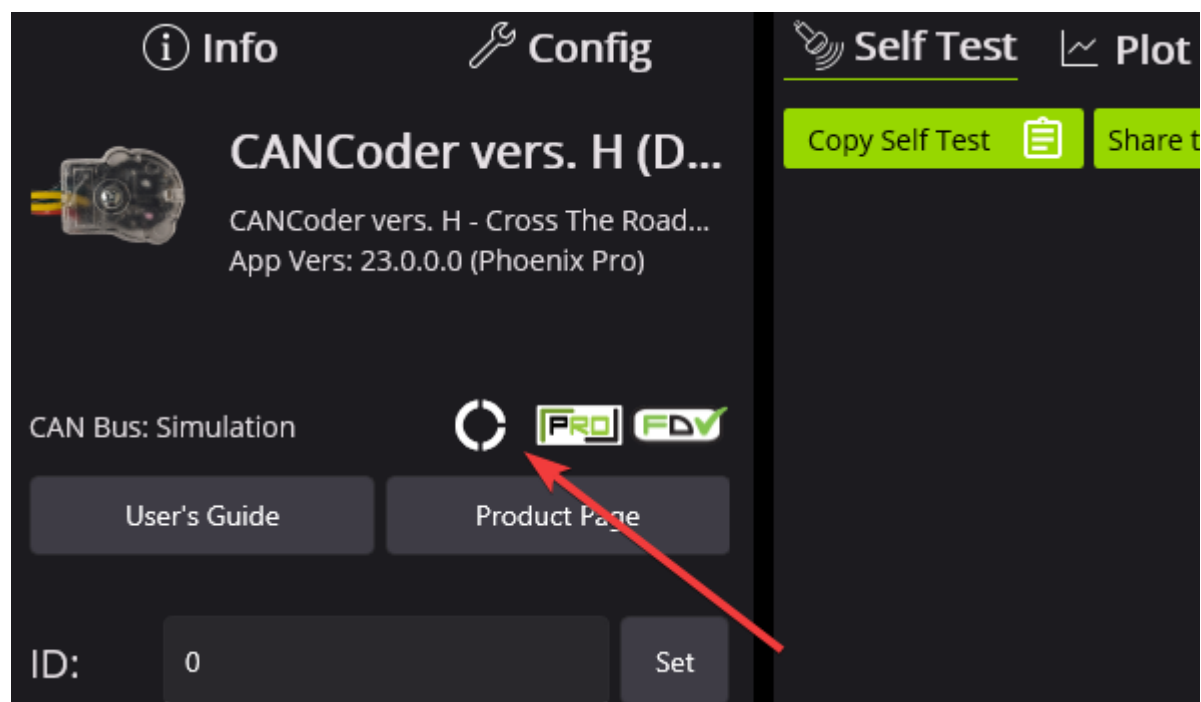 Info
Config
Self Test
Plot
CANCoder vers. H (D...
CANCoder vers. H - Cross The Road...
App Vers: 23.0.0.0 (Phoenix Pro)
Copy Self Test
Share t
CAN Bus: Simulation
PRO
FD
User's Guide
Product Page
ID:
0
Set